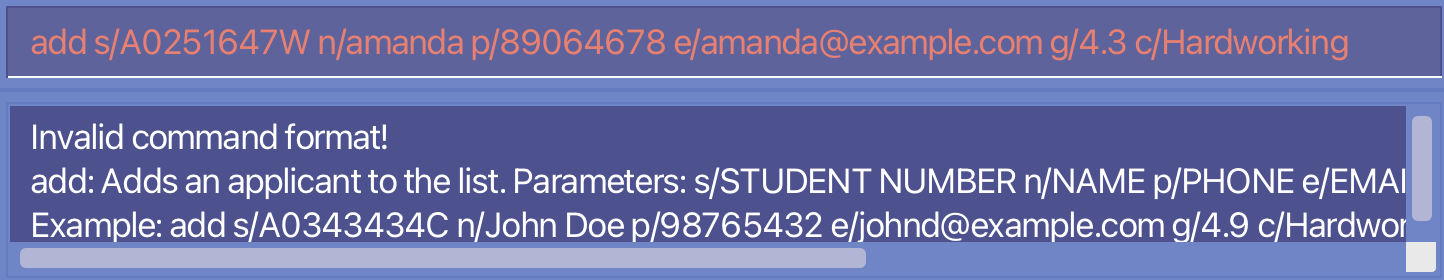 add s/A0251647W n/amanda p/89064678 e/amanda@example.com g/4.3 c/Hardworking
Invalid command format!
add: Adds an applicant to the list. Parameters: s/STUDENT NUMBER n/NAME p/PHONE e/EMAI
Example: add s/A0343434C n/John Doe p/98765432 e/johnd@example.com g/4.9 c/Hardwor